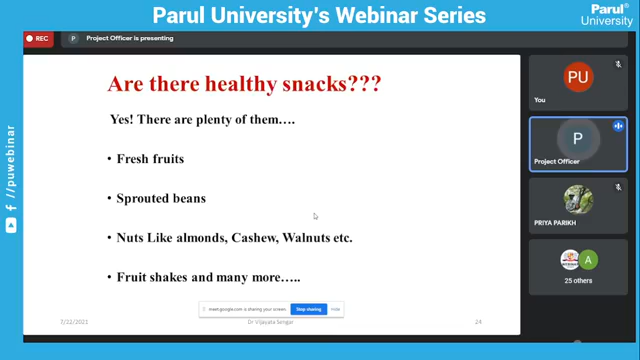 Parul University's Webinar Series
Parul®
University
REC
P Project Officer is presenting
Are there healthy snacks???
Yes! There are plenty of them….
• Fresh fruits
• Sprouted beans
• Nuts Like almonds, Cashew, Walnuts etc.
• Fruit shakes and many more…..
meet.google.com is sharing your screen.
Stop sharing
Hide
7/22/2021
Dr Vijayata Sengar
24
PU
You
P
Project Officer
PRIYA PARIKH
A
25 others
/puwebinar